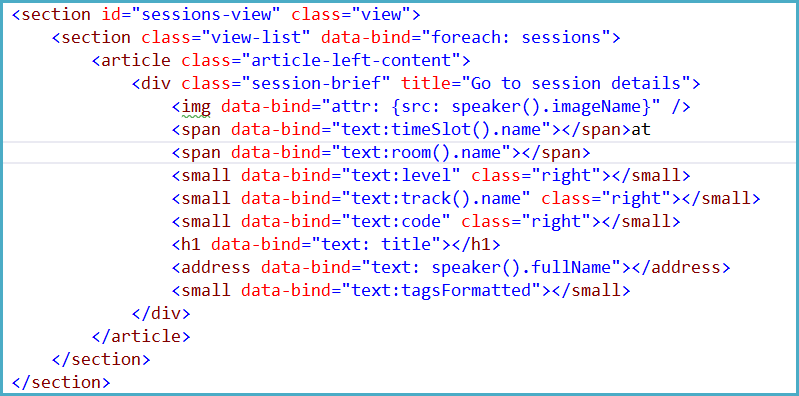 <section id="sessions-view" class="view">
    <section class="view-list" data-bind="foreach: sessions">
        <article class="article-left-content">
            <div class="session-brief" title="Go to session details">
                <img data-bind="attr: {src: speaker().imageName}" />
                <span data-bind="text:timeSlot().name"></span>at
                <span data-bind="text:room().name"></span>
                <small data-bind="text:level" class="right"></small>
                <small data-bind="text:track().name" class="right"></small>
                <small data-bind="text:code" class="right"></small>
                <h1 data-bind="text: title"></h1>
                <address data-bind="text: speaker().fullName"></address>
                <small data-bind="text:tagsFormatted"></small>
            </div>
        </article>
    </section>
</section>